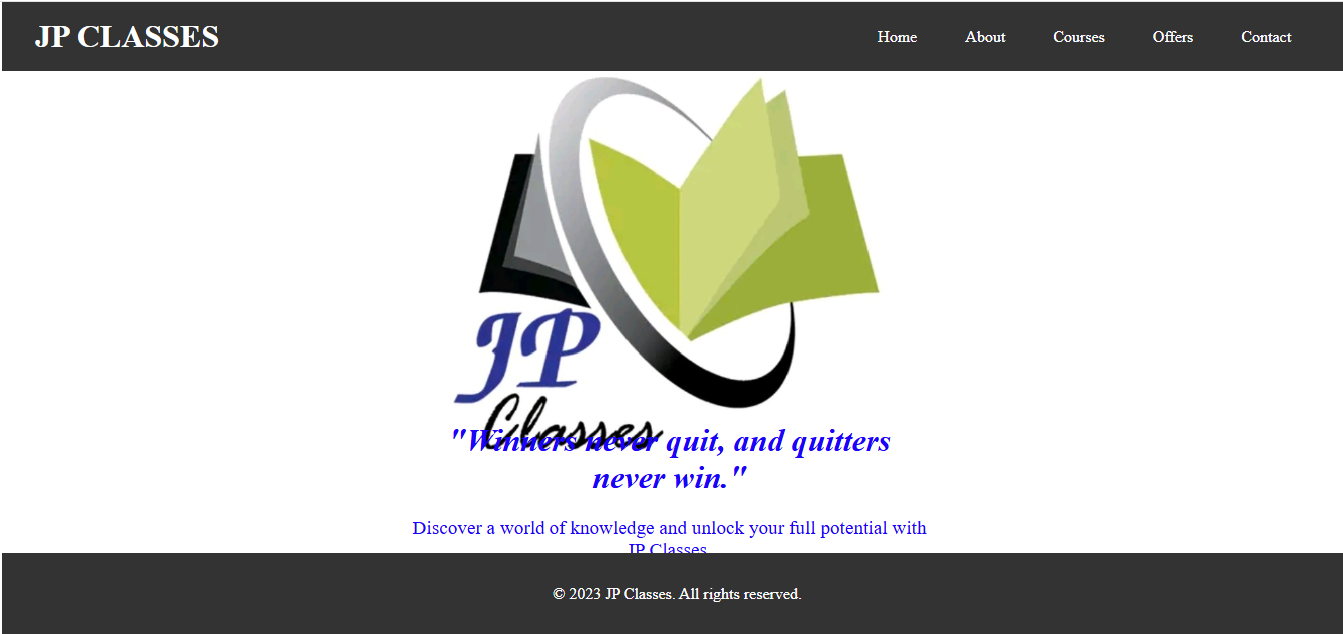 JP CLASSES
Home About Courses Offers Contact
JP
Classes
"Winners never quit, and quitters
never win."
Discover a world of knowledge and unlock your full potential with
JP Classes
© 2023 JP Classes. All rights reserved.